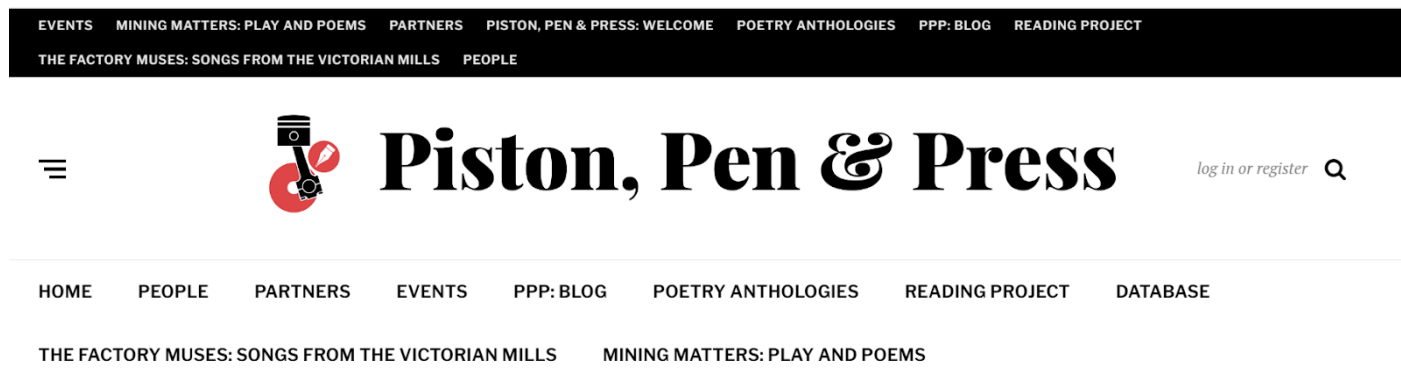 EVENTS MINING MATTERS: PLAY AND POEMS PARTNERS PISTON, PEN & PRESS: WELCOME POETRY ANTHOLOGIES PPP: BLOG READING PROJECT
THE FACTORY MUSES: SONGS FROM THE VICTORIAN MILLS PEOPLE
Piston, Pen & Press
log in or register
HOME PEOPLE PARTNERS EVENTS PPP: BLOG POETRY ANTHOLOGIES READING PROJECT DATABASE
THE FACTORY MUSES: SONGS FROM THE VICTORIAN MILLS MINING MATTERS: PLAY AND POEMS